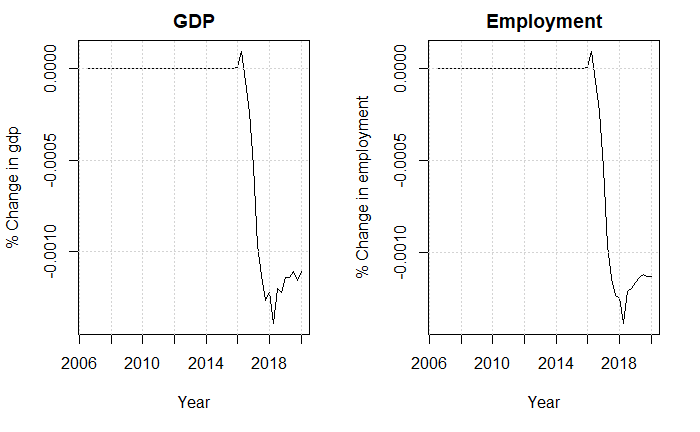 GDP
% Change in gdp
0.0000
-0.0005
-0.0010
2006
2010
2014
2018
Year
Employment
% Change in employment
0.0000
-0.0005
-0.0010
2006
2010
2014
2018
Year